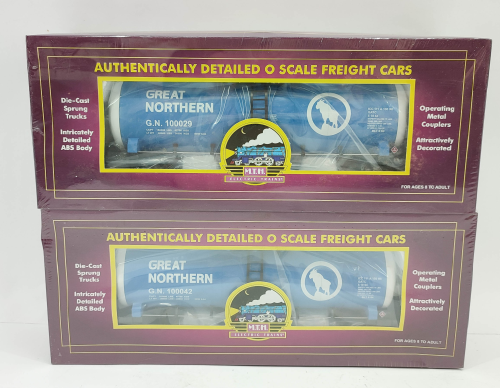 AUTHENTICALLY DETAILED O SCALE FREIGHT CARS
Die-Cast
Sprung
Trucks
Intricately
Detailed
ABS Body
GREAT
NORTHERN
G.N. 100029
Operating
Metal
Couplers
Attractively
Decorated
M.T.H.
ELECTRIC TRAINS
FOR AGES 8 TO ADULT
AUTHENTICALLY DETAILED O SCALE FREIGHT CARS
Die-Cast
Sprung
Trucks
Intricately
Detailed
ABS Body
GREAT
NORTHERN
G.N. 100042
Operating
Metal
Couplers
Attractively
Decorated
M.T.H.
ELECTRIC TRAINS
FOR AGES 8 TO ADULT